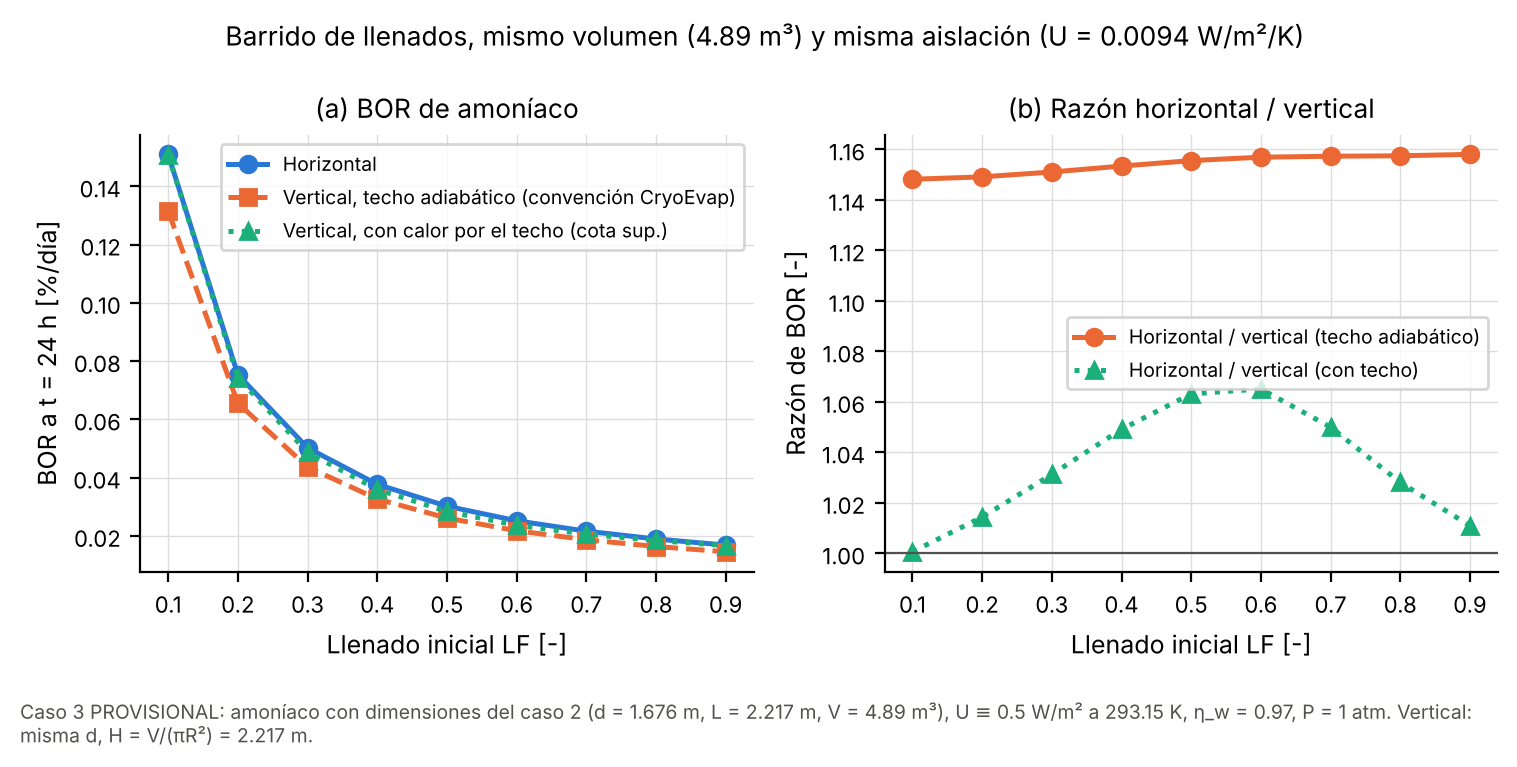 Barrido de llenados, mismo volumen (4.89 m³) y misma aislación (U = 0.0094 W/m²/K)
(a) BOR de amoníaco
BOR a t = 24 h [%/día]
0.14
0.12
0.10
0.08
0.06
0.04
0.02
Horizontal
Vertical, techo adiabático (convención CryoEvap)
Vertical, con calor por el techo (cota sup.)
0.1 0.2 0.3 0.4 0.5 0.6 0.7 0.8 0.9
Llenado inicial LF [-]
(b) Razón horizontal / vertical
Razón de BOR [-]
1.16
1.14
1.12
1.10
1.08
1.06
1.04
1.02
1.00
Horizontal / vertical (techo adiabático)
Horizontal / vertical (con techo)
0.1 0.2 0.3 0.4 0.5 0.6 0.7 0.8 0.9
Llenado inicial LF [-]
Caso 3 PROVISIONAL: amoníaco con dimensiones del caso 2 (d = 1.676 m, L = 2.217 m, V = 4.89 m³), U ≡ 0.5 W/m² a 293.15 K, η_w = 0.97, P = 1 atm. Vertical:
misma d, H = V/(πR²) = 2.217 m.